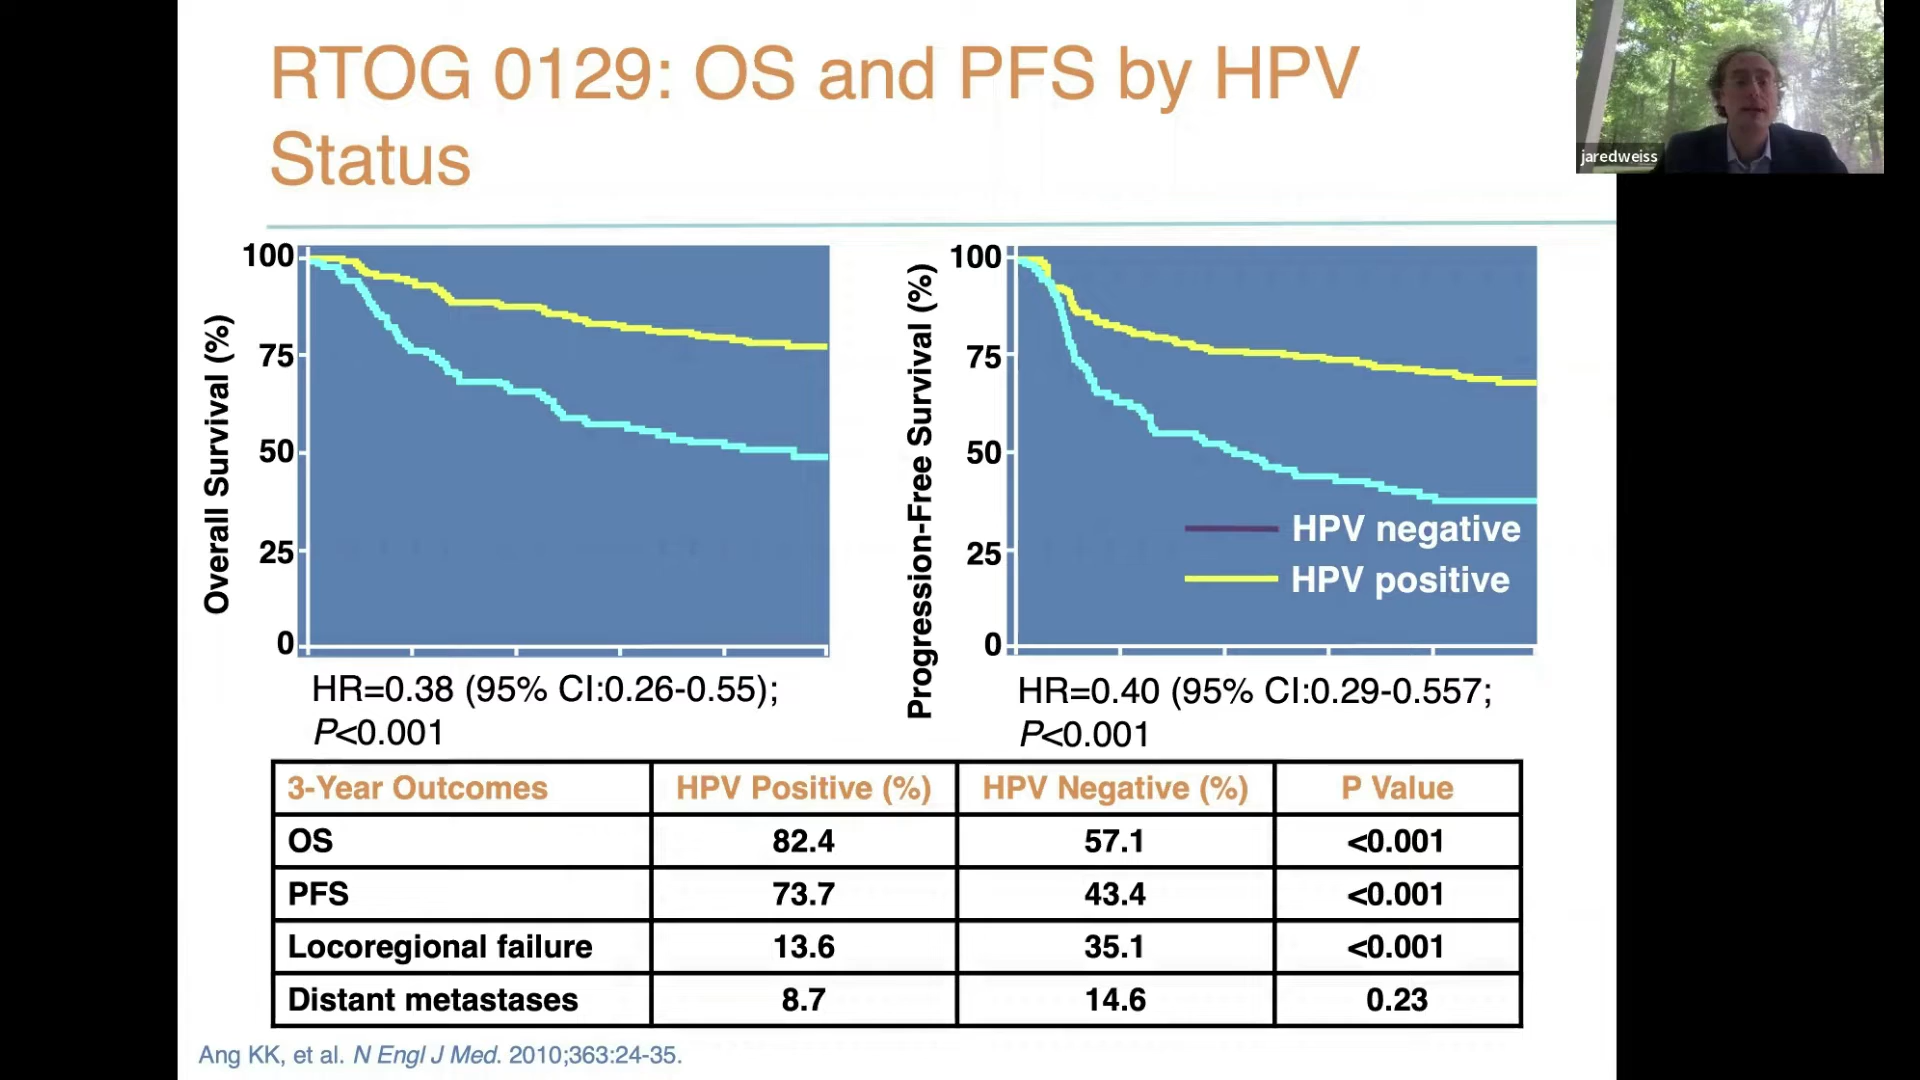 RTOG 0129: OS and PFS by HPV
Status
jaredweiss
Overall Survival (%)
100
75
50
25
0
HR=0.38 (95% CI:0.26-0.55);
P<0.001
Progression-Free Survival (%)
100
75
50
25
0
HPV negative
HPV positive
HR=0.40 (95% CI:0.29-0.557;
P<0.001
3-Year Outcomes HPV Positive (%) HPV Negative (%) P Value
OS 82.4 57.1 <0.001
PFS 73.7 43.4 <0.001
Locoregional failure 13.6 35.1 <0.001
Distant metastases 8.7 14.6 0.23
Ang KK, et al. N Engl J Med. 2010;363:24-35.